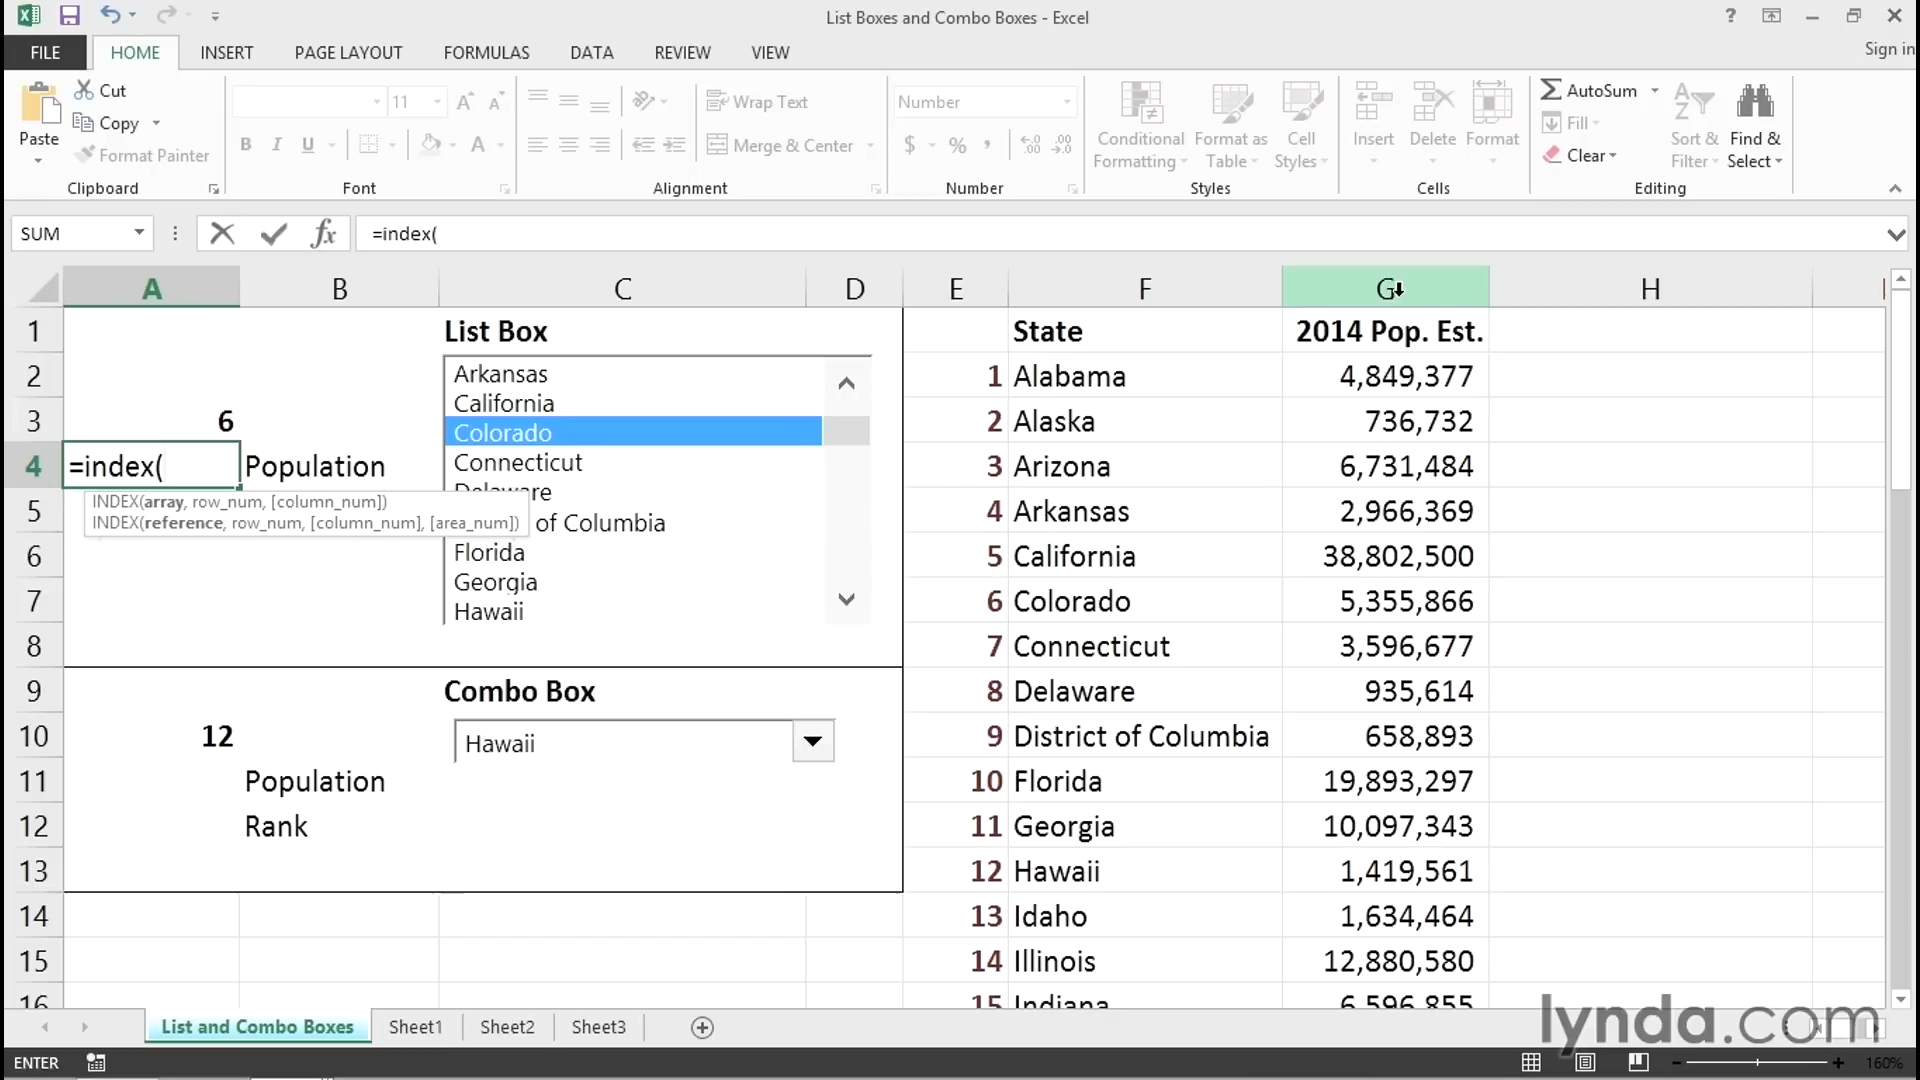 List Boxes and Combo Boxes - Excel
?
Sign in
FILE HOME INSERT PAGE LAYOUT FORMULAS DATA REVIEW VIEW
Paste
Cut
Copy
Format Painter
Clipboard
11
A A
B I U A
Font
Wrap Text
Merge & Center
Alignment
Number
$ % ,
Number
Conditional Formatting
Format as Table
Cell Styles
Styles
Insert Delete Format
Cells
AutoSum
Fill
Clear
Sort & Filter
Find & Select
Editing
SUM fx =index(
A B C D E F G H
1 List Box State 2014 Pop. Est.
2 1 Alabama 4,849,377
3 6 2 Alaska 736,732
4 =index( Population 3 Arizona 6,731,484
5 4 Arkansas 2,966,369
6 5 California 38,802,500
7 6 Colorado 5,355,866
8 7 Connecticut 3,596,677
9 Combo Box 8 Delaware 935,614
10 12 Hawaii 9 District of Columbia 658,893
11 Population 10 Florida 19,893,297
12 Rank 11 Georgia 10,097,343
13 12 Hawaii 1,419,561
14 13 Idaho 1,634,464
15 14 Illinois 12,880,580
16 15 Indiana 6,596,855
Arkansas
California
Colorado
Connecticut
Delaware
of Columbia
Florida
Georgia
Hawaii
INDEX(array, row_num, [column_num])
INDEX(reference, row_num, [column_num], [area_num])
List and Combo Boxes Sheet1 Sheet2 Sheet3
lynda.com
ENTER 160%